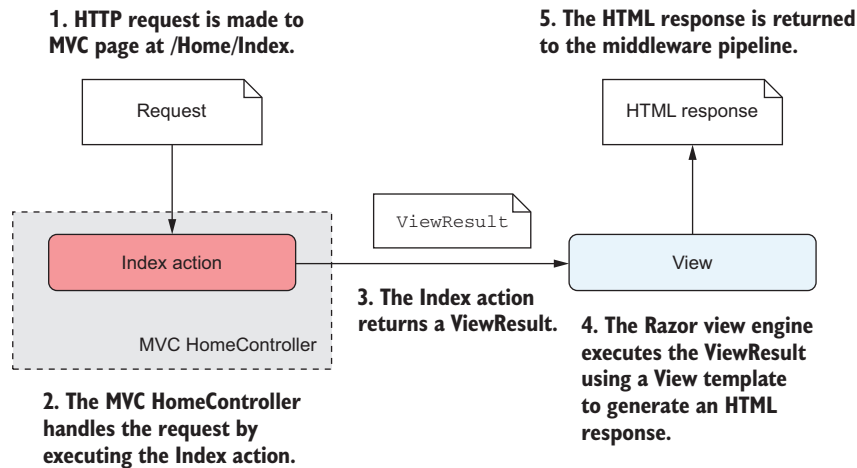 1. HTTP request is made to
MVC page at /Home/Index.
5. The HTML response is returned
to the middleware pipeline.
Request
HTML response
ViewResult
Index action
View
3. The Index action
returns a ViewResult.
MVC HomeController
4. The Razor view engine
executes the ViewResult
using a View template
to generate an HTML
response.
2. The MVC HomeController
handles the request by
executing the Index action.